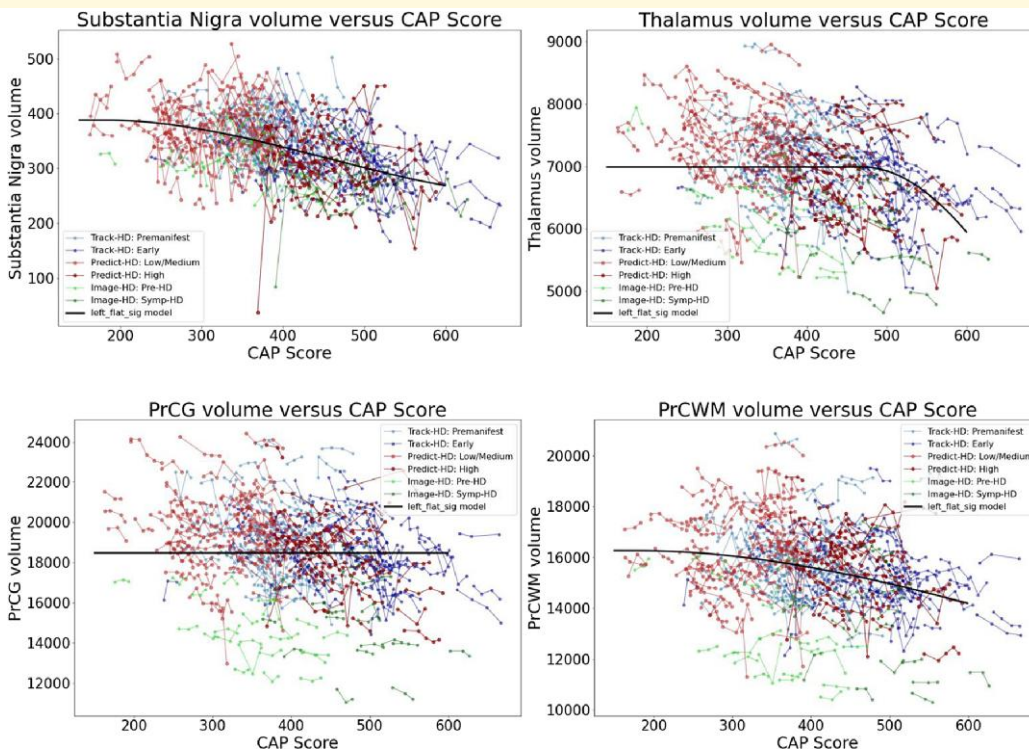 Substantia Nigra volume versus CAP Score
Substantia Nigra volume
500
400
300
200
100
Track-HD: Premanifest
Track-HD: Early
Predict-HD: Low/Medium
Predict-HD: High
Image-HD: Pre-HD
Image-HD: Symp-HD
left_flat_sig model
200 300 400 500 600
CAP Score
Thalamus volume versus CAP Score
Thalamus volume
9000
8000
7000
6000
5000
Track-HD: Premanifest
Track-HD: Early
Predict-HD: Low/Medium
Predict-HD: High
Image-HD: Pre-HD
Image-HD: Symp-HD
left_flat_sig model
200 300 400 500 600
CAP Score
PrCG volume versus CAP Score
PrCG volume
24000
22000
20000
18000
16000
14000
12000
Track-HD: Premanifest
Track-HD: Early
Predict-HD: Low/Medium
Predict-HD: High
Image-HD: Pre-HD
Image-HD: Symp-HD
left_flat_sig model
200 300 400 500 600
CAP Score
PrCWM volume versus CAP Score
PrCWM volume
20000
18000
16000
14000
12000
10000
Track-HD: Premanifest
Track-HD: Early
Predict-HD: Low/Medium
Predict-HD: High
Image-HD: Pre-HD
Image-HD: Symp-HD
left_flat_sig model
200 300 400 500 600
CAP Score